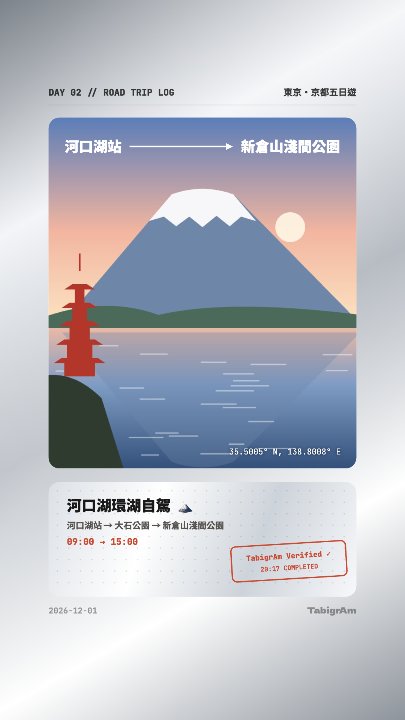 DAY 02 // ROAD TRIP LOG
東京・京都五日遊
河口湖站 → 新倉山淺間公園
35.5005° N, 138.8008° E
河口湖環湖自駕 🗻
河口湖站 → 大石公園 → 新倉山淺間公園
09:00 → 15:00
TabigrAm Verified ✓
20:17 COMPLETED
2026-12-01
TabigrAm